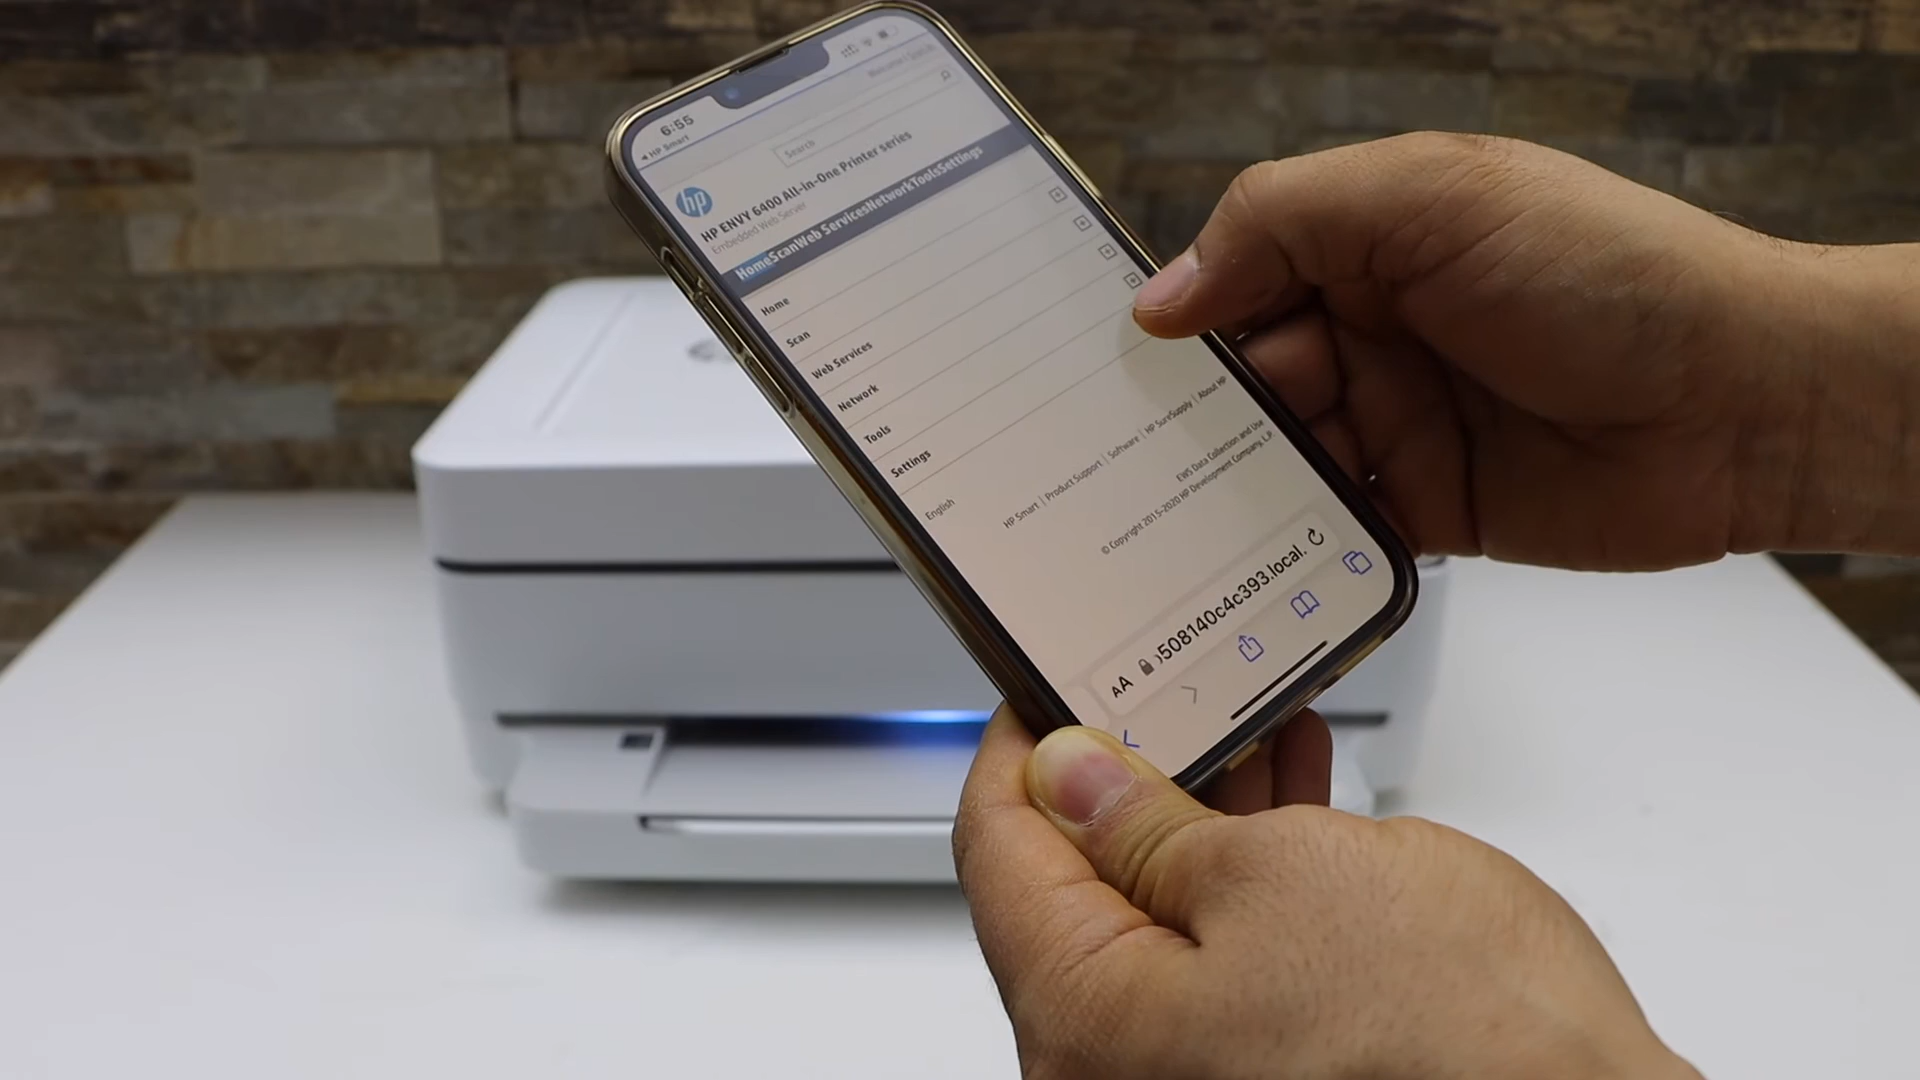 6:55
◀ HP Smart
Search
hp
HP ENVY 6400 All-in-One Printer series
Embedded Web Server
HomeScanWeb ServicesNetworkToolsSettings
Home
Scan
Web Services
Network
Tools
Settings
English
HP Smart | Product Support | Software | HP SureSupply | About HP
EWS Data Collection and Use
© Copyright 2015-2020 HP Development Company, L.P.
AA 508140c4c393.local.